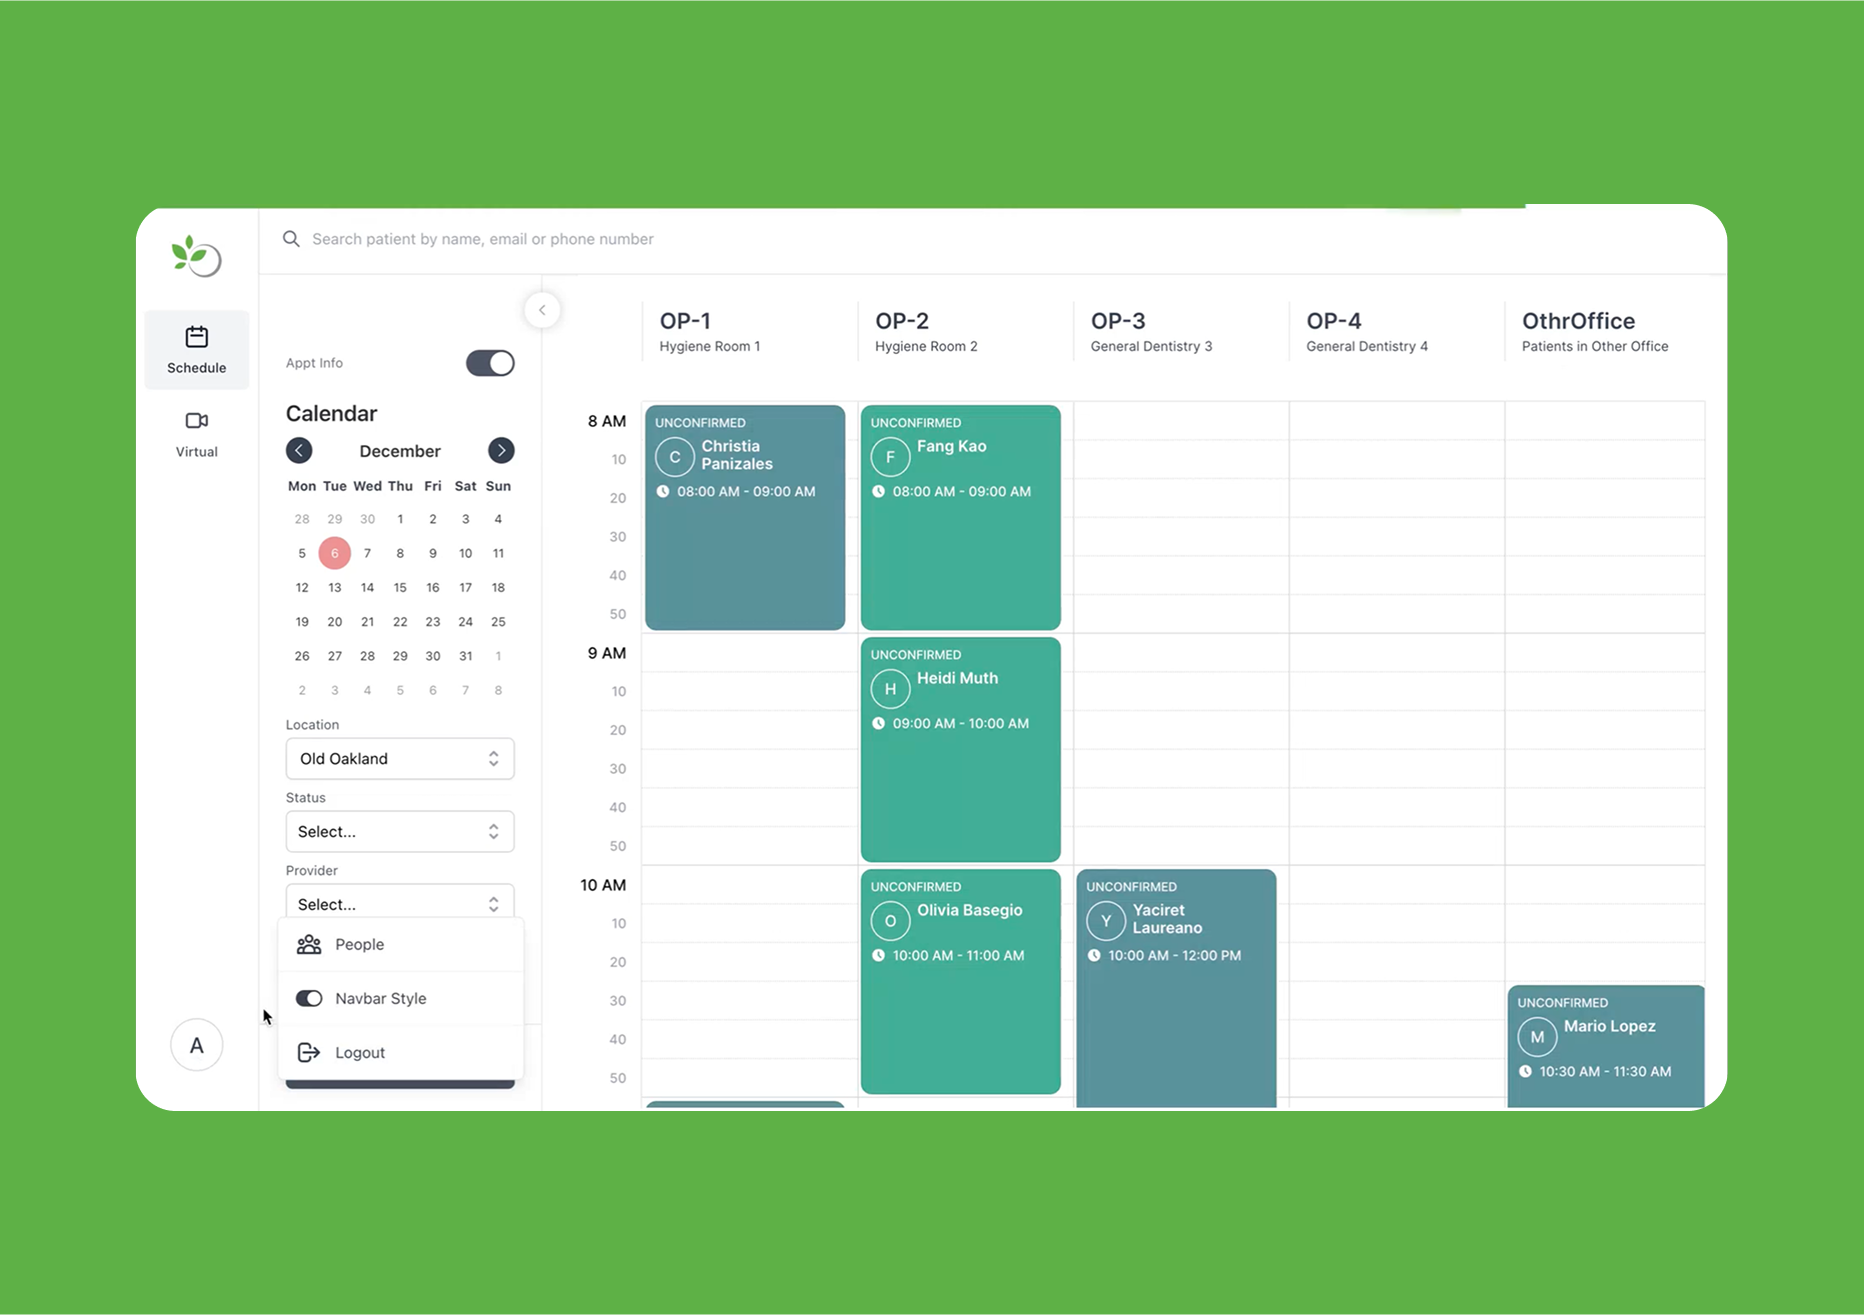 Search patient by name, email or phone number
Schedule
Virtual
A
Appt Info
Calendar
December
Mon Tue Wed Thu Fri Sat Sun
28 29 30 1 2 3 4
5 6 7 8 9 10 11
12 13 14 15 16 17 18
19 20 21 22 23 24 25
26 27 28 29 30 31 1
2 3 4 5 6 7 8
Location
Old Oakland
Status
Select...
Provider
Select...
People
Navbar Style
Logout
OP-1
Hygiene Room 1
OP-2
Hygiene Room 2
OP-3
General Dentistry 3
OP-4
General Dentistry 4
OthrOffice
Patients in Other Office
8 AM
10
20
30
40
50
9 AM
10
20
30
40
50
10 AM
10
20
30
40
50
UNCONFIRMED
C
Christia
Panizales
08:00 AM - 09:00 AM
UNCONFIRMED
F
Fang Kao
08:00 AM - 09:00 AM
UNCONFIRMED
H
Heidi Muth
09:00 AM - 10:00 AM
UNCONFIRMED
O
Olivia Basegio
10:00 AM - 11:00 AM
UNCONFIRMED
Y
Yaciret
Laureano
10:00 AM - 12:00 PM
UNCONFIRMED
M
Mario Lopez
10:30 AM - 11:30 AM